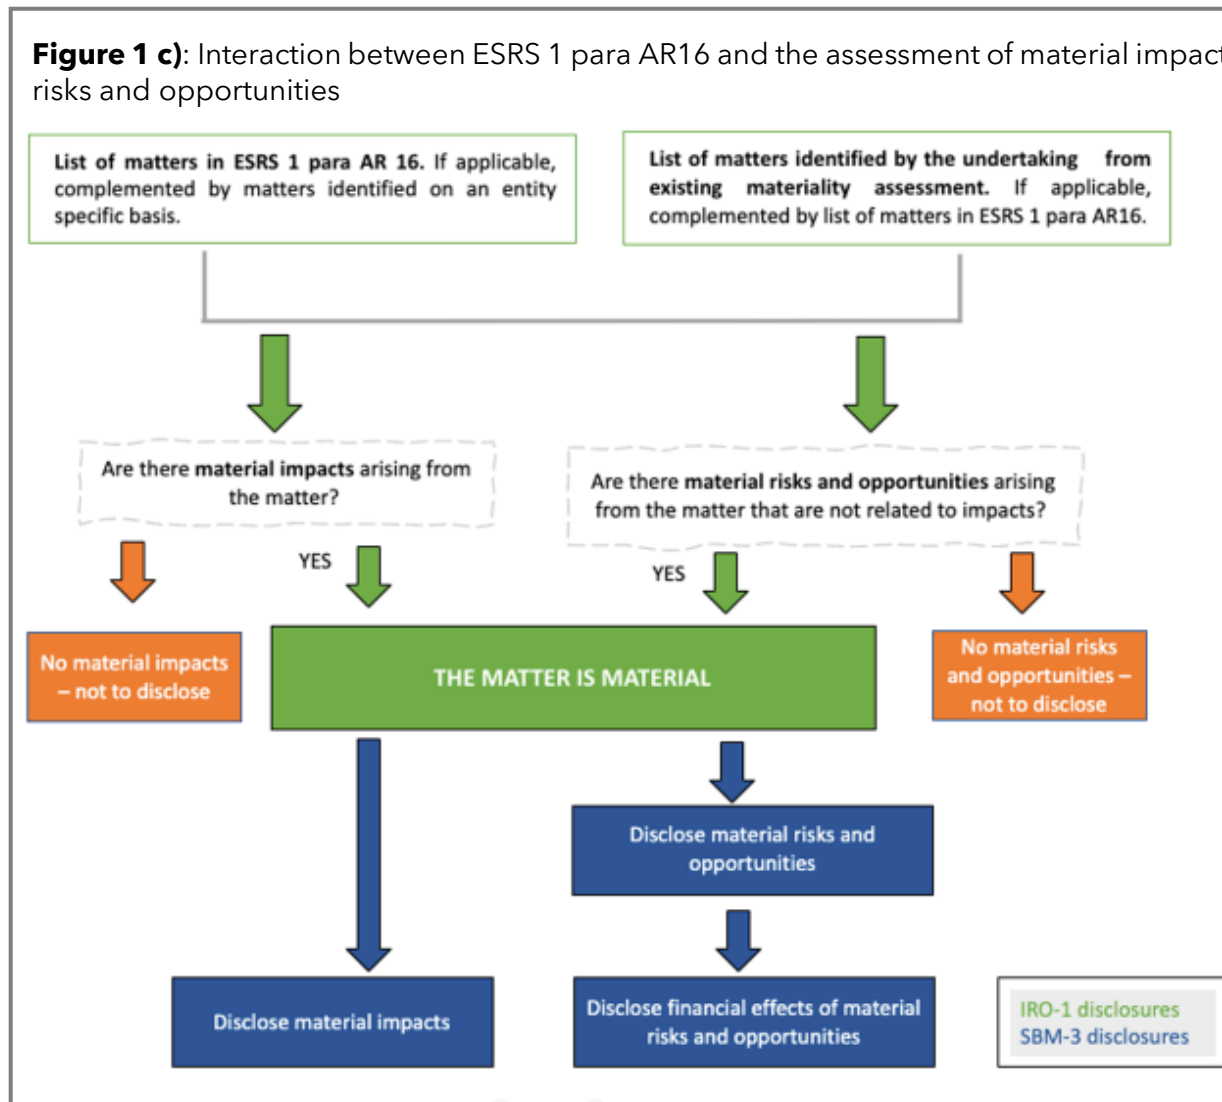 Figure 1 c): Interaction between ESRS 1 para AR16 and the assessment of material impact
risks and opportunities
List of matters in ESRS 1 para AR 16. If applicable,
complemented by matters identified on an entity
specific basis.
List of matters identified by the undertaking from
existing materiality assessment. If applicable,
complemented by list of matters in ESRS 1 para AR16.
Are there material impacts arising from
the matter?
Are there material risks and opportunities arising
from the matter that are not related to impacts?
YES
YES
No material impacts
– not to disclose
THE MATTER IS MATERIAL
No material risks
and opportunities –
not to disclose
Disclose material risks and
opportunities
Disclose material impacts
Disclose financial effects of material
risks and opportunities
IRO-1 disclosures
SBM-3 disclosures